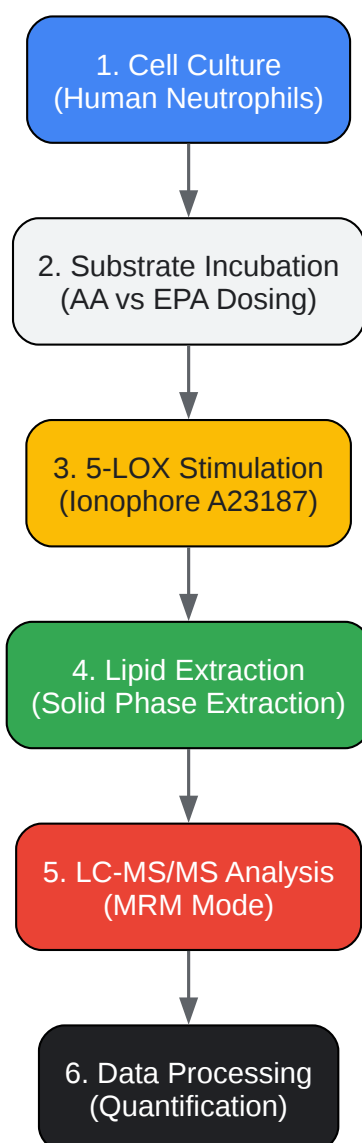 1. Cell Culture
(Human Neutrophils)
2. Substrate Incubation
(AA vs EPA Dosing)
3. 5-LOX Stimulation
(Ionophore A23187)
4. Lipid Extraction
(Solid Phase Extraction)
5. LC-MS/MS Analysis
(MRM Mode)
6. Data Processing
(Quantification)